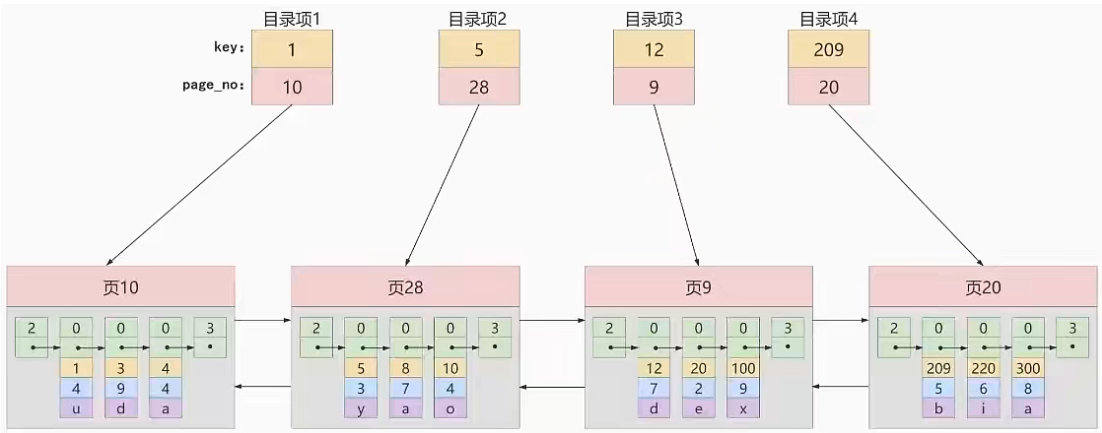 目录项1 目录项2 目录项3 目录项4
key: 1 5 12 209
page_no: 10 28 9 20
页10 页28 页9 页20
2 0 0 0 3 2 0 0 0 3 2 0 0 0 3 2 0 0 0 3
1 3 4 5 8 10 12 20 100 209 220 300
4 9 4 3 7 4 7 2 9 5 6 8
u d a y a o d e x b i a